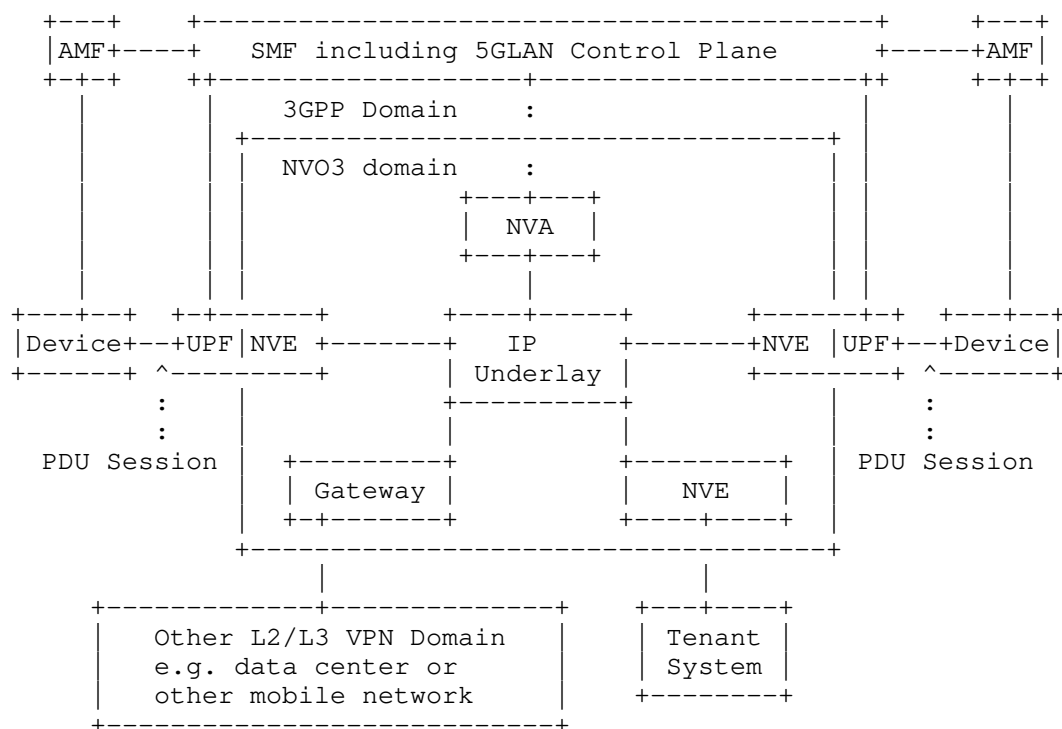 AMF SMF including 5GLAN Control Plane AMF
3GPP Domain :
NVO3 domain :
NVA
Device UPF NVE IP NVE UPF Device
^ Underlay ^
: :
: :
PDU Session PDU Session
Gateway NVE
Other L2/L3 VPN Domain Tenant
e.g. data center or System
other mobile network